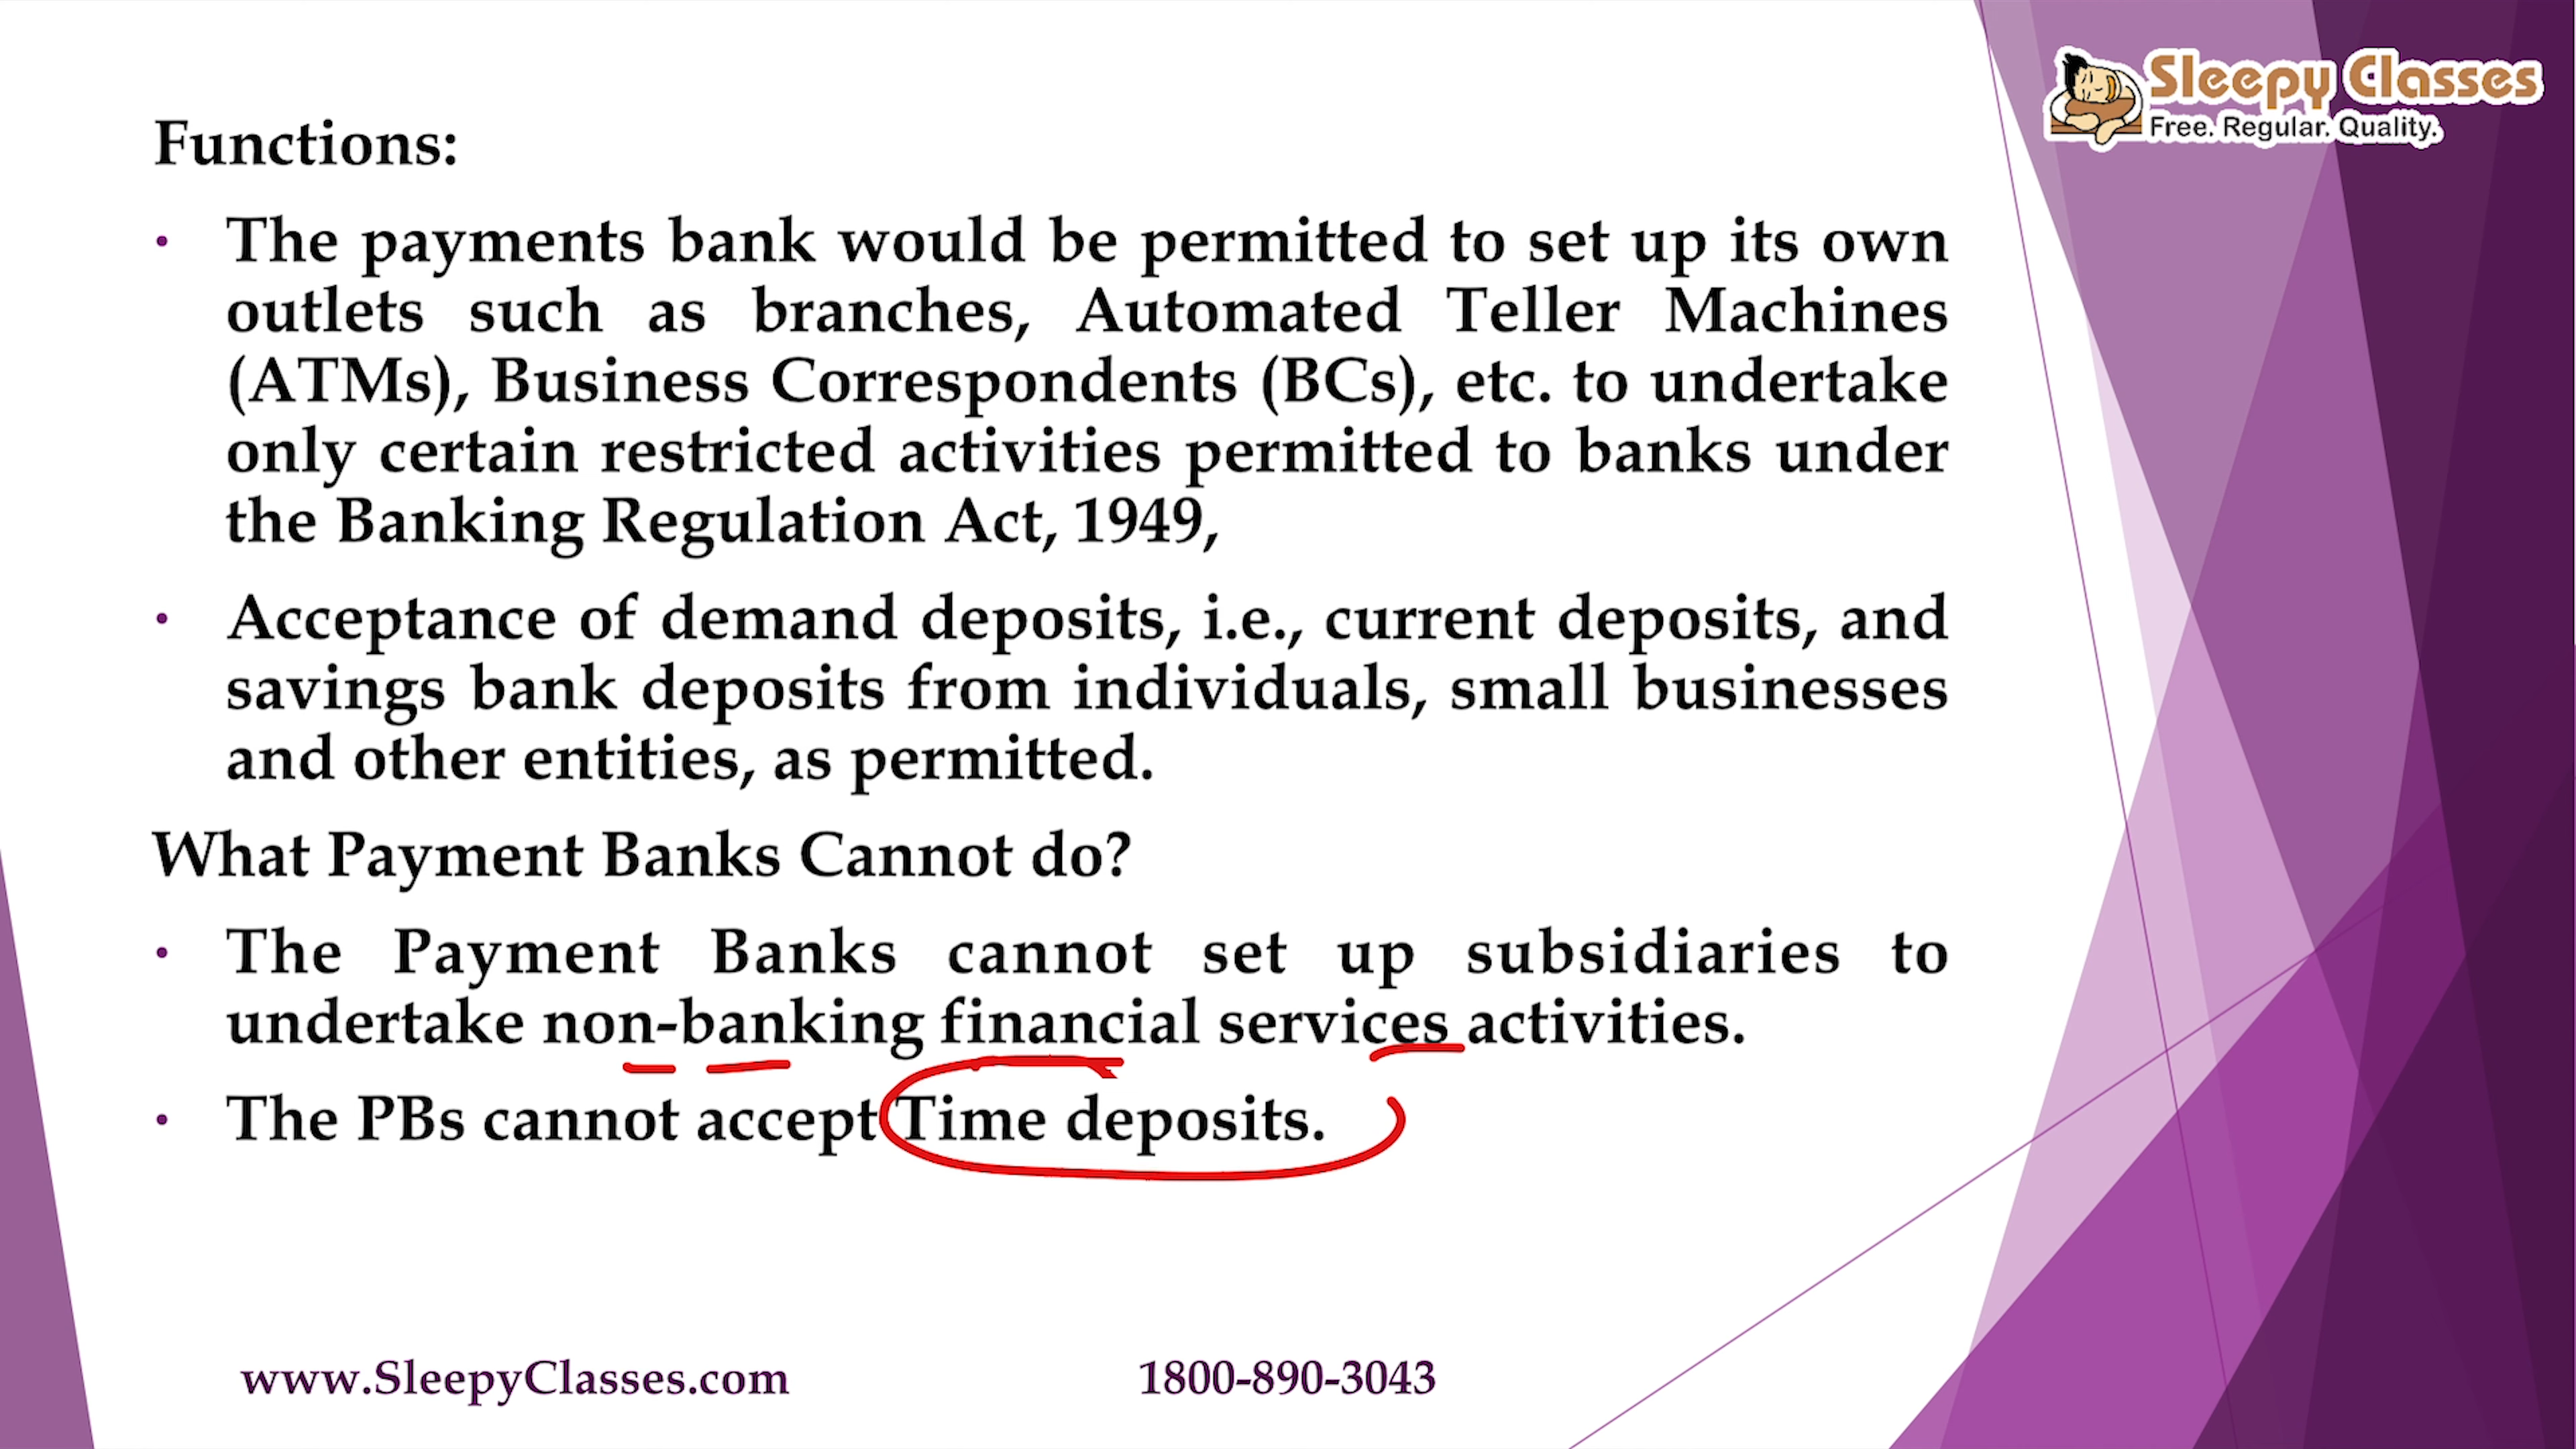 Sleepy Classes
Free. Regular. Quality.
Functions:
• The payments bank would be permitted to set up its own
outlets such as branches, Automated Teller Machines
(ATMs), Business Correspondents (BCs), etc. to undertake
only certain restricted activities permitted to banks under
the Banking Regulation Act, 1949,
• Acceptance of demand deposits, i.e., current deposits, and
savings bank deposits from individuals, small businesses
and other entities, as permitted.
What Payment Banks Cannot do?
• The Payment Banks cannot set up subsidiaries to
undertake non-banking financial services activities.
• The PBs cannot accept Time deposits.
www.SleepyClasses.com
1800-890-3043